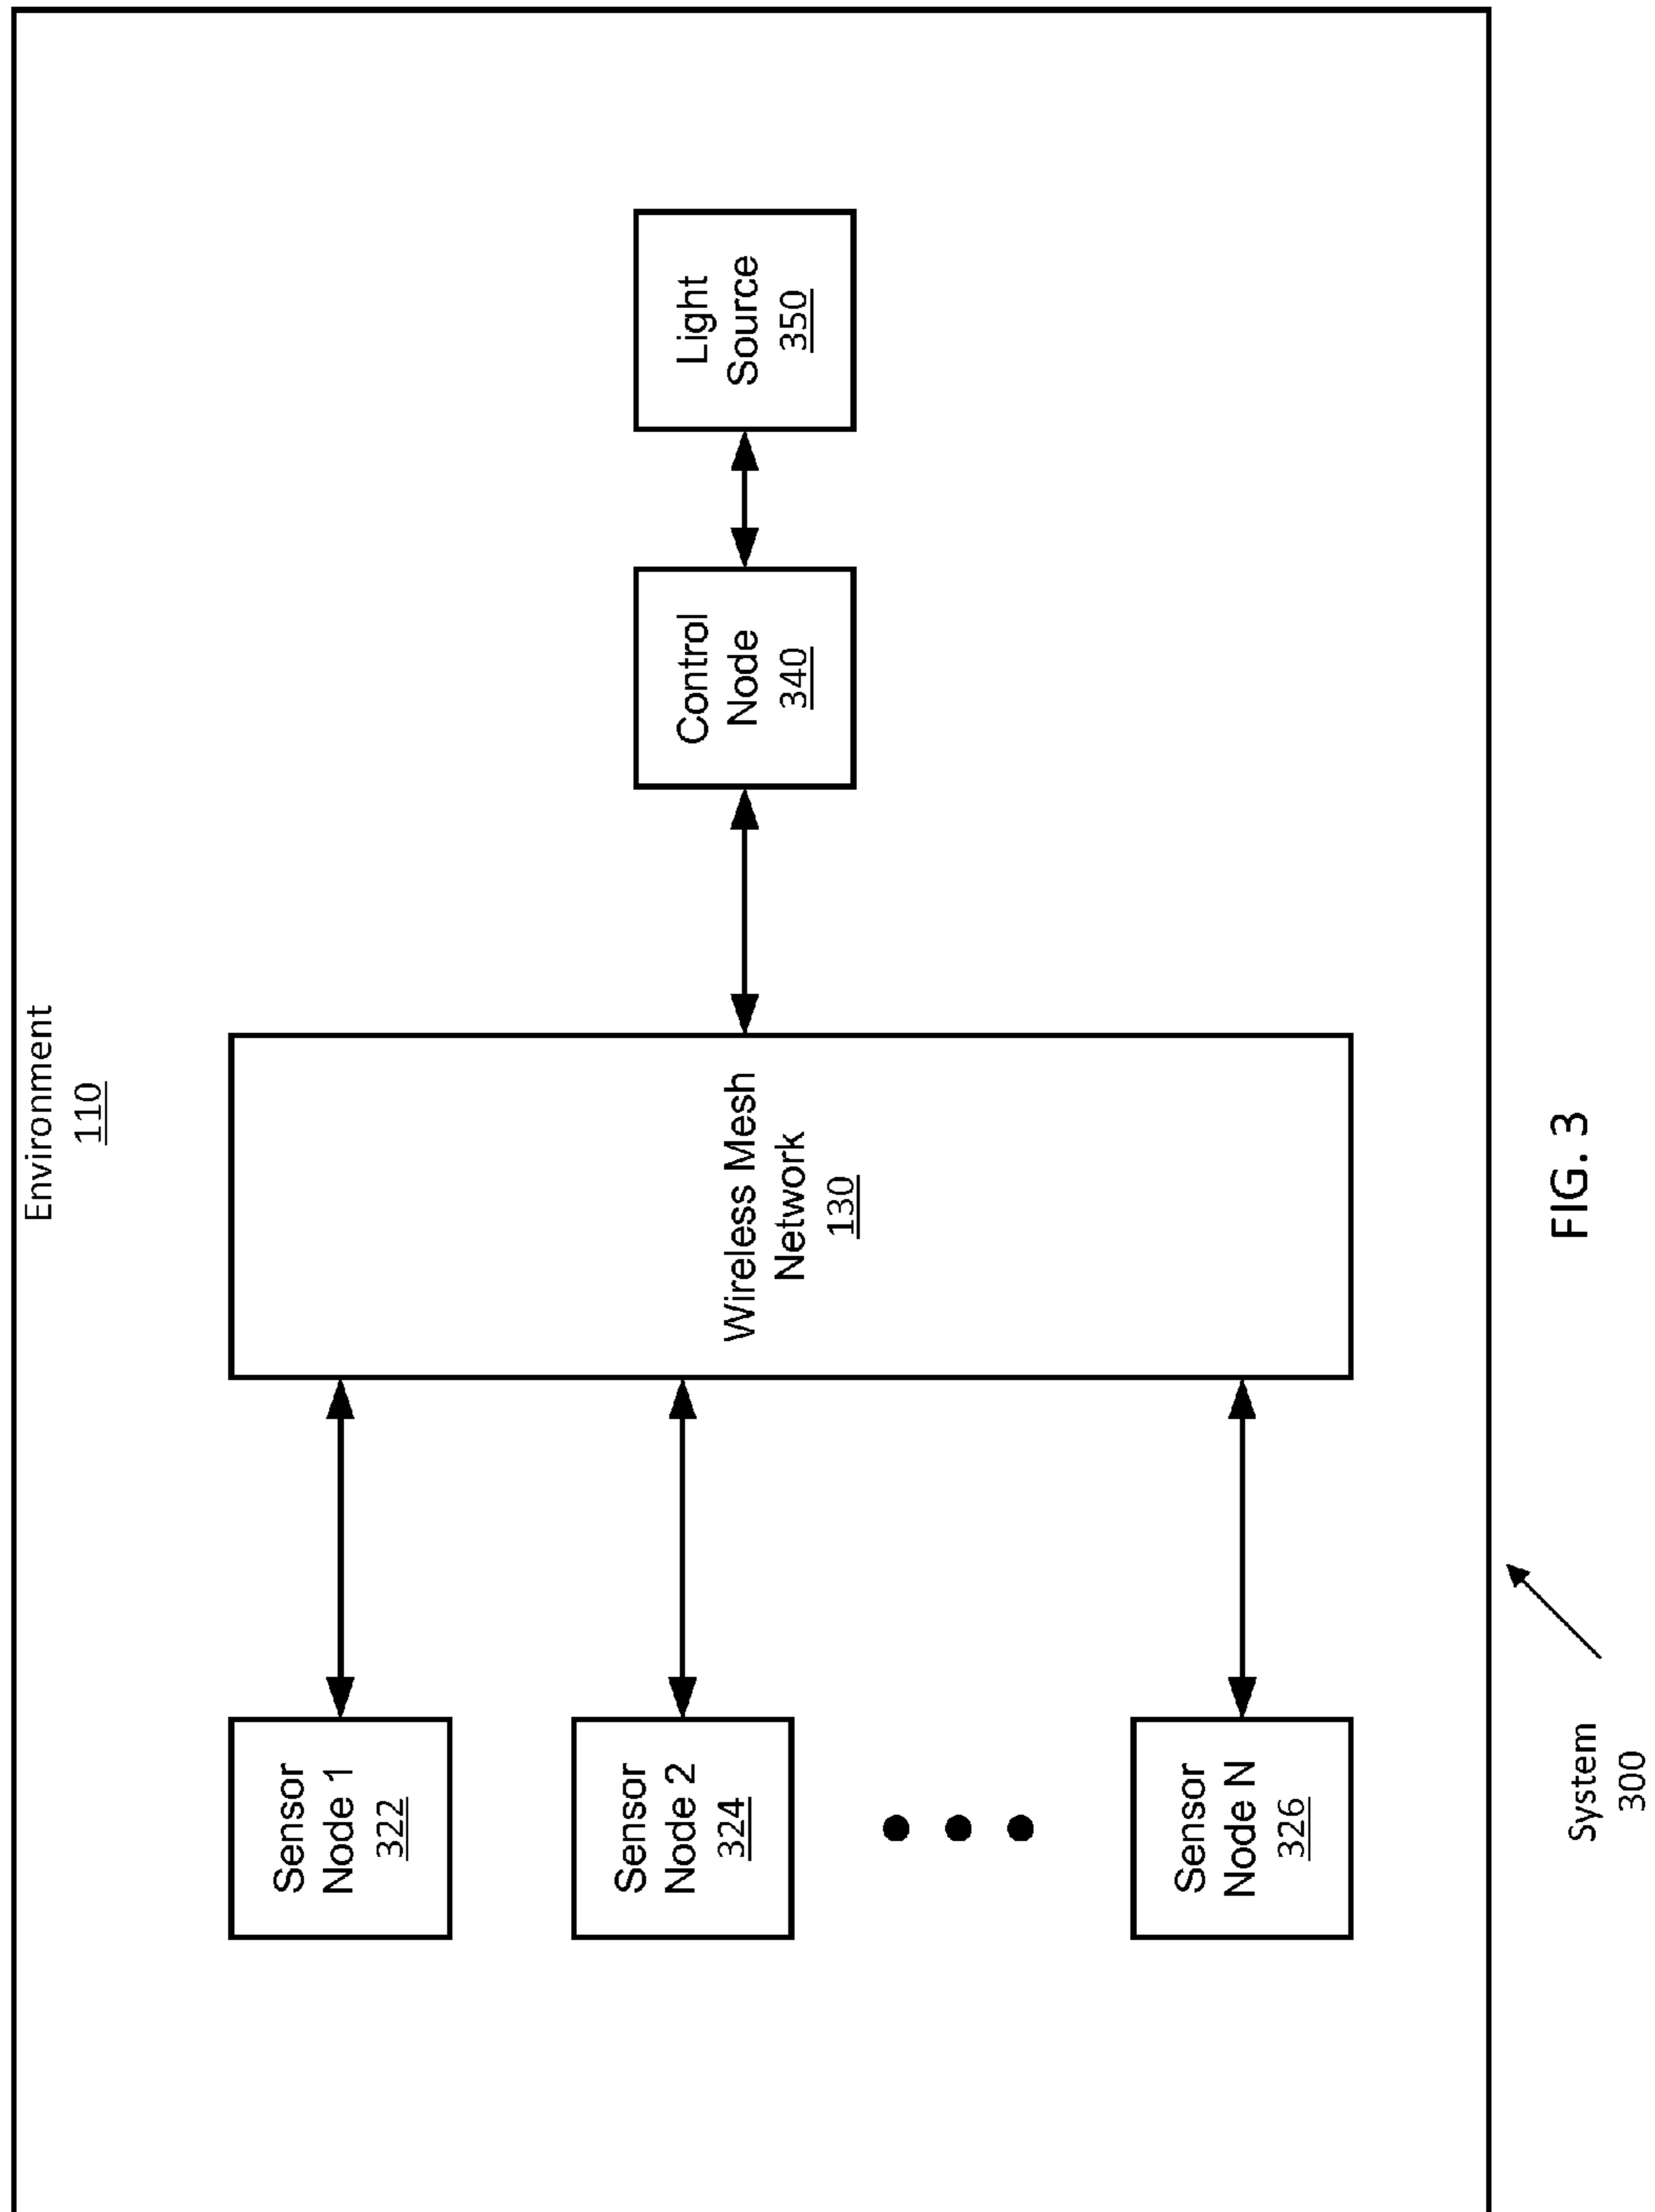 Environment
110
Sensor
Node 1
322
Sensor
Node 2
324
Sensor
Node N
326
Wireless Mesh
Network
130
Control
Node
340
Light
Source
350
System
300
FIG. 3